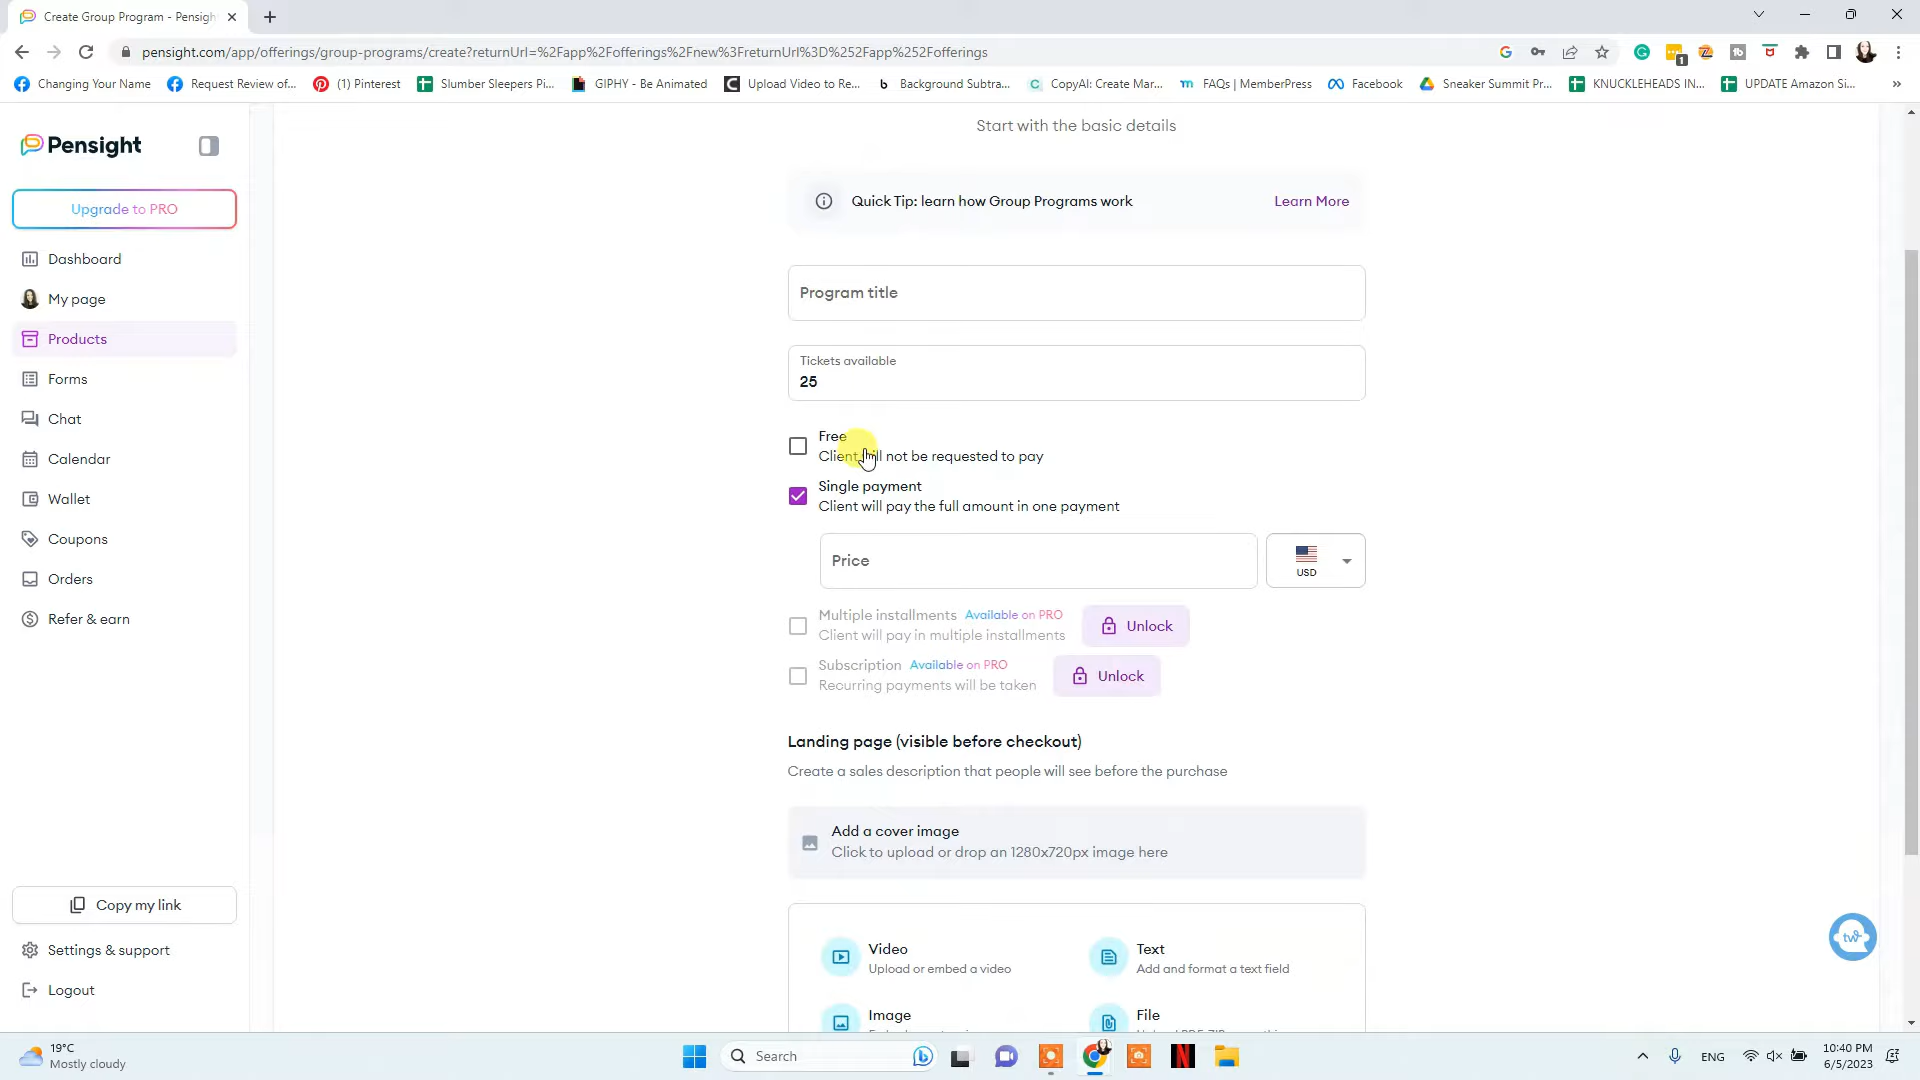 Create Group Program - Pensight
pensight.com/app/offerings/group-programs/create?returnUrl=%2Fapp%2Fofferings%2Fnew%3FreturnUrl%3D%252Fapp%252Fofferings
1
Changing Your Name
Request Review of...
(1) Pinterest
Slumber Sleepers Pi...
GIPHY - Be Animated
Upload Video to Re...
Background Subtra...
CopyAI: Create Mar...
FAQs | MemberPress
Facebook
Sneaker Summit Pr...
KNUCKLEHEADS IN...
UPDATE Amazon Si...
Pensight
Upgrade to PRO
Dashboard
My page
Products
Forms
Chat
Calendar
Wallet
Coupons
Orders
Refer & earn
Copy my link
Settings & support
Logout
Start with the basic details
Quick Tip: learn how Group Programs work
Learn More
Program title
Tickets available
25
Free
Client will not be requested to pay
Single payment
Client will pay the full amount in one payment
Price
USD
Multiple installments Available on PRO
Client will pay in multiple installments
Unlock
Subscription Available on PRO
Recurring payments will be taken
Unlock
Landing page (visible before checkout)
Create a sales description that people will see before the purchase
Add a cover image
Click to upload or drop an 1280x720px image here
Video
Upload or embed a video
Text
Add and format a text field
Image
File
19°C
Mostly cloudy
Search
ENG
10:40 PM
6/5/2023